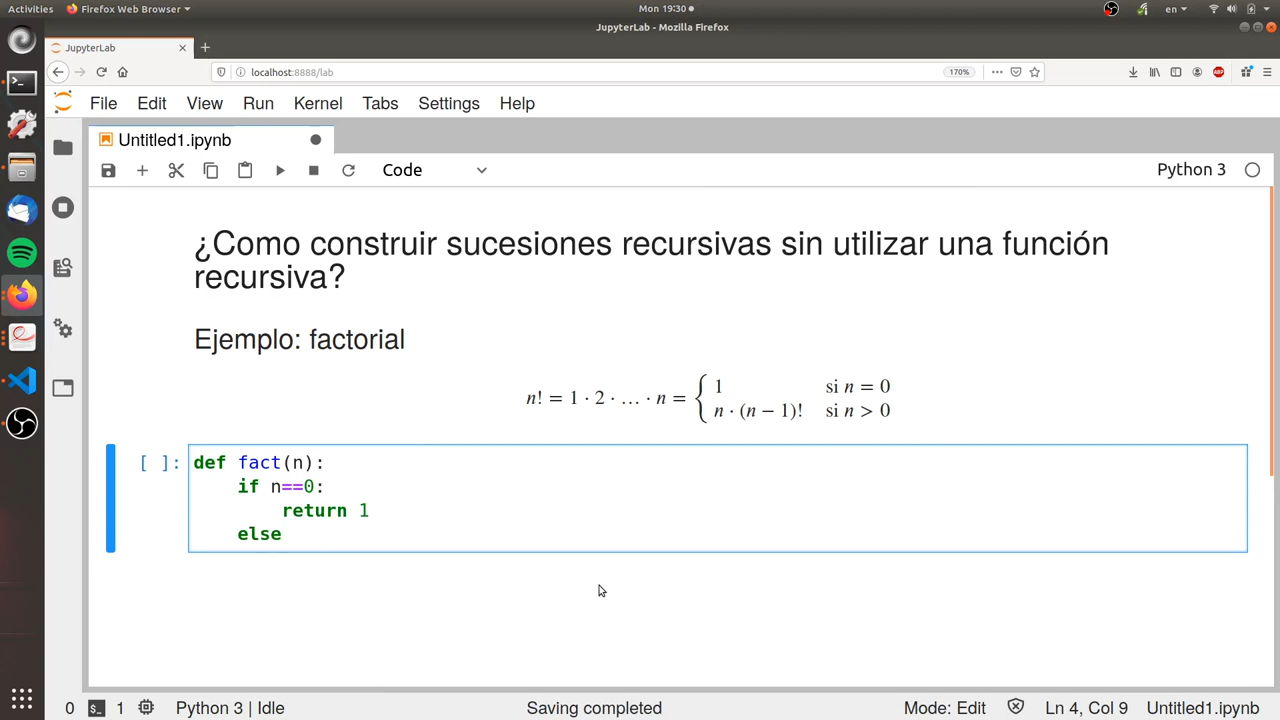 Activities Firefox Web Browser Mon 19:30 en
JupyterLab - Mozilla Firefox
JupyterLab
localhost:8888/lab 170% ABP
File Edit View Run Kernel Tabs Settings Help
Untitled1.ipynb
Code Python 3
¿Como construir sucesiones recursivas sin utilizar una función
recursiva?
Ejemplo: factorial
n! = 1 · 2 · … · n = { 1 si n = 0
n · (n − 1)! si n > 0
[ ]: def fact(n):
if n==0:
return 1
else
0 $_ 1 Python 3 | Idle Saving completed Mode: Edit Ln 4, Col 9 Untitled1.ipynb